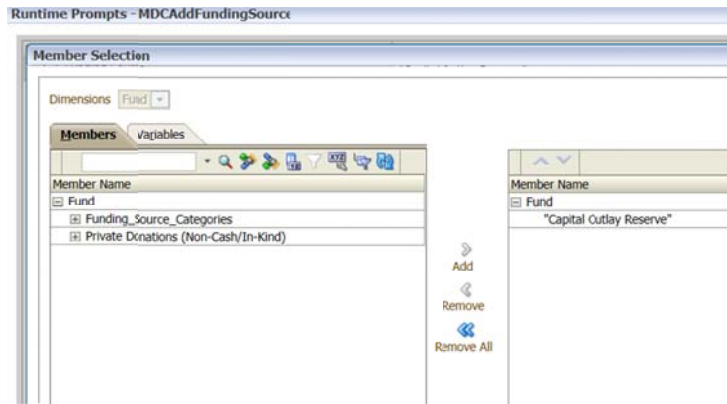 Runtime Prompts - MDCAddFundingSource
Member Selection
Dimensions Fund
Members Variables
Member Name
Fund
Funding_Source_Categories
Private Donations (Non-Cash/In-Kind)
Add
Remove
Remove All
Member Name
Fund
"Capital Outlay Reserve"